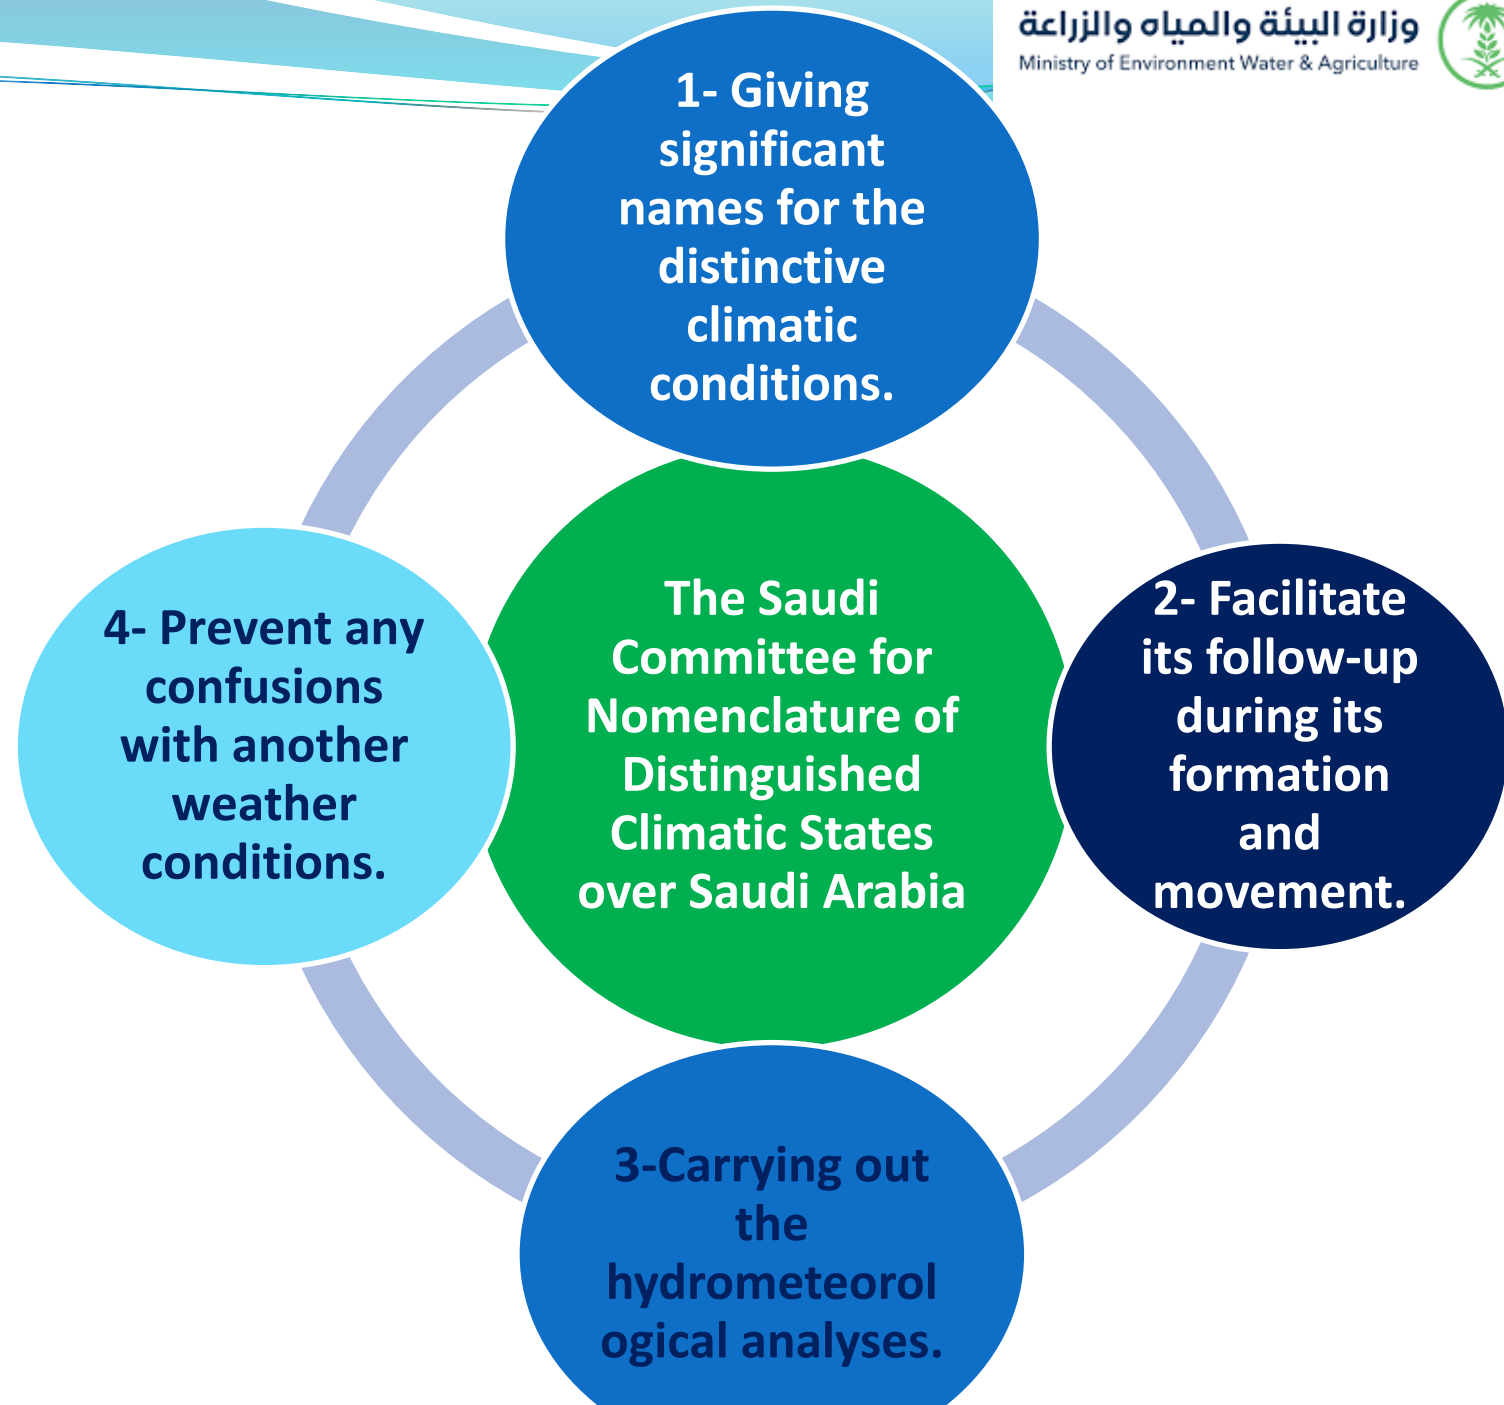 وزارة البيئة والمياه والزراعة
Ministry of Environment Water & Agriculture
1- Giving
significant
names for the
distinctive
climatic
conditions.
The Saudi
Committee for
Nomenclature of
Distinguished
Climatic States
over Saudi Arabia
2- Facilitate
its follow-up
during its
formation
and
movement.
3-Carrying out
the
hydrometeorol
ogical analyses.
4- Prevent any
confusions
with another
weather
conditions.